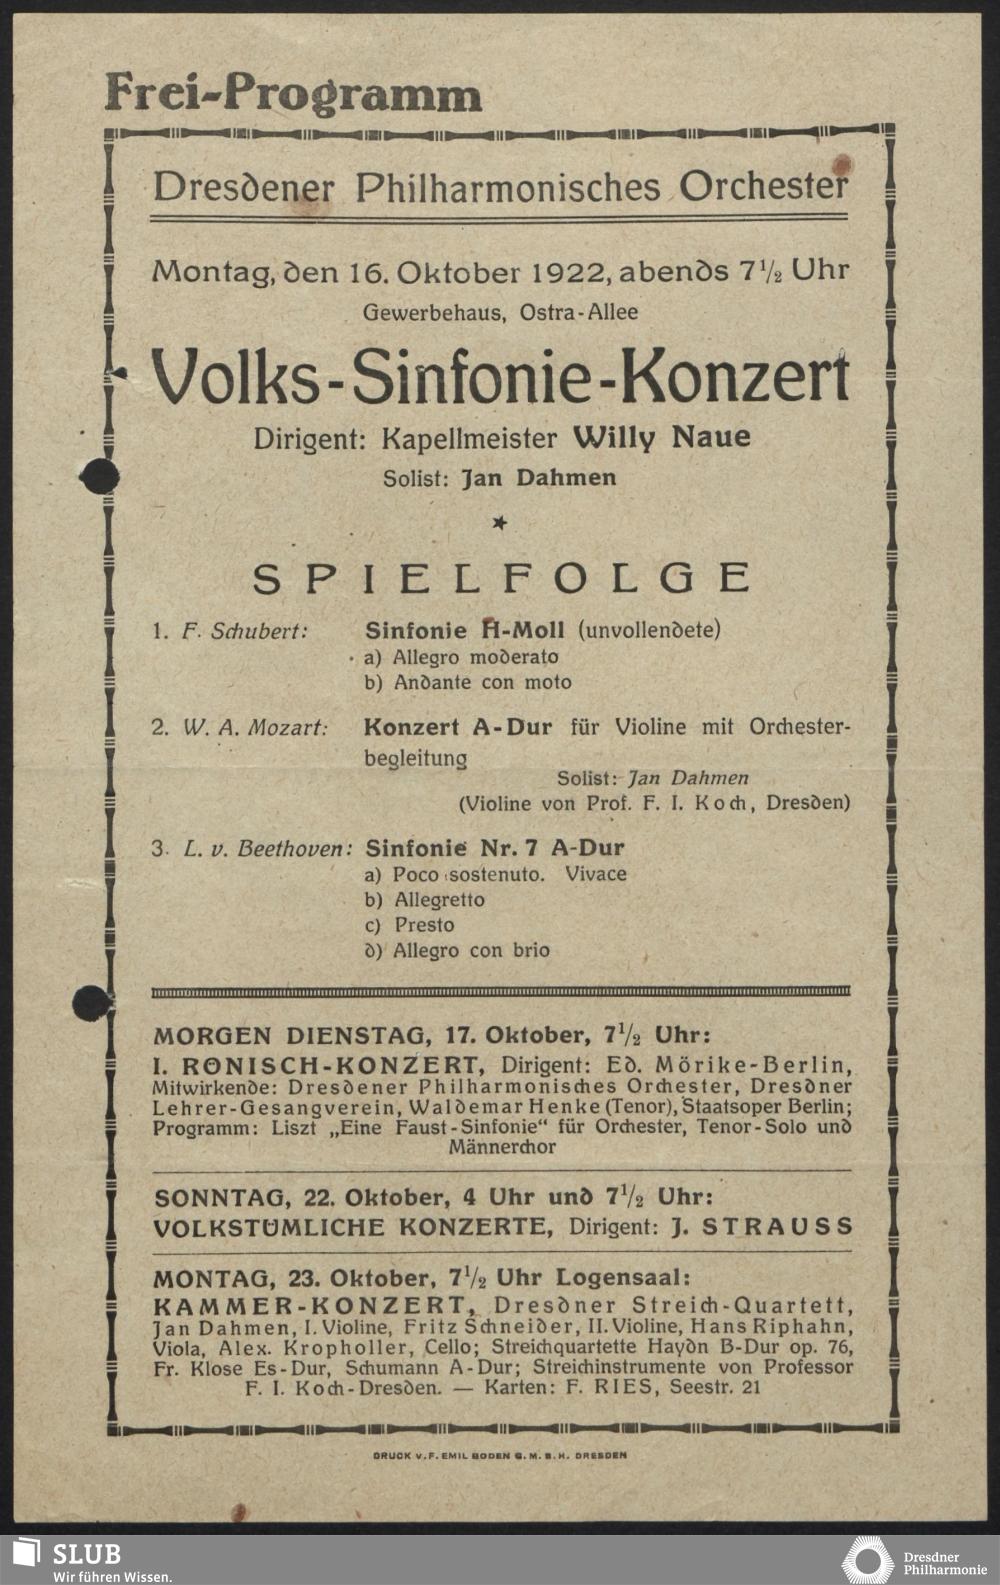 Frei-Programm
Dresdener Philharmonisches Orchester
Montag, den 16. Oktober 1922, abends 7½ Uhr
Gewerbehaus, Ostra-Allee
Volks-Sinfonie-Konzert
Dirigent: Kapellmeister Willy Naue
Solist: Jan Dahmen
SPIELFOLGE
1. F. Schubert: Sinfonie H-Moll (unvollendete)
a) Allegro moderato
b) Andante con moto
2. W. A. Mozart: Konzert A-Dur für Violine mit Orchester-
begleitung
Solist: Jan Dahmen
(Violine von Prof. F. I. Koch, Dresden)
3. L. v. Beethoven: Sinfonie Nr. 7 A-Dur
a) Poco sostenuto. Vivace
b) Allegretto
c) Presto
d) Allegro con brio
MORGEN DIENSTAG, 17. Oktober, 7½ Uhr:
I. RÖNISCH-KONZERT, Dirigent: Ed. Mörike-Berlin,
Mitwirkende: Dresdener Philharmonisches Orchester, Dresdner
Lehrer-Gesangverein, Waldemar Henke (Tenor), Staatsoper Berlin;
Programm: Liszt „Eine Faust-Sinfonie“ für Orchester, Tenor-Solo und
Männerchor
SONNTAG, 22. Oktober, 4 Uhr und 7½ Uhr:
VOLKSTÜMLICHE KONZERTE, Dirigent: J. STRAUSS
MONTAG, 23. Oktober, 7½ Uhr Logensaal:
KAMMER-KONZERT, Dresdner Streich-Quartett,
Jan Dahmen, I. Violine, Fritz Schneider, II. Violine, Hans Riphahn,
Viola, Alex. Kropholler, Cello; Streichquartette Haydn B-Dur op. 76,
Fr. Klose Es-Dur, Schumann A-Dur; Streichinstrumente von Professor
F. I. Koch-Dresden. — Karten: F. RIES, Seestr. 21
DRUCK V. F. EMIL BODEN G. M. B. H. DRESDEN
SLUB
Wir führen Wissen.
Dresdner
Philharmonie